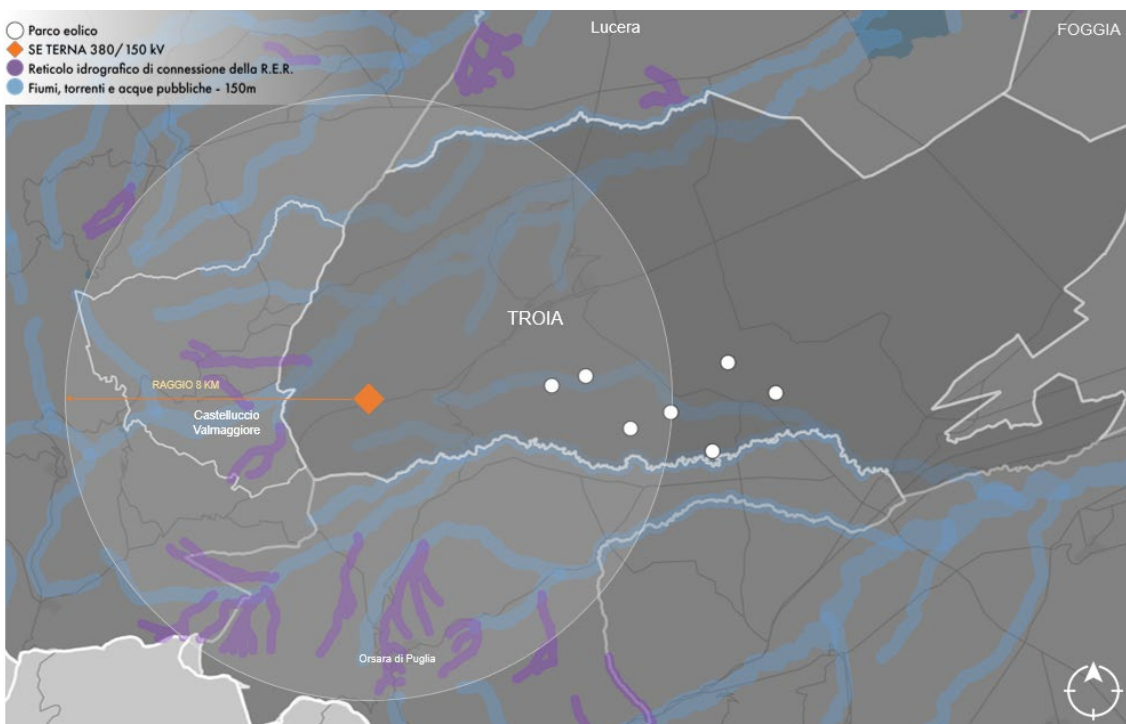 Parco eolico
SE TERNA 380/150 kV
Reticolo idrografico di connessione della R.E.R.
Fiumi, torrenti e acque pubbliche - 150m
Lucera
FOGGIA
TROIA
RAGGIO 8 KM
Castelluccio
Valmaggiore
Orsara di Puglia